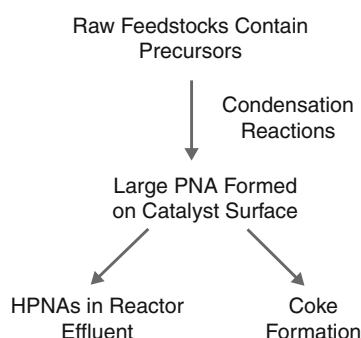 Raw Feedstocks Contain
Precursors
Condensation
Reactions
Large PNA Formed
on Catalyst Surface
HPNAs in Reactor
Effluent
Coke
Formation